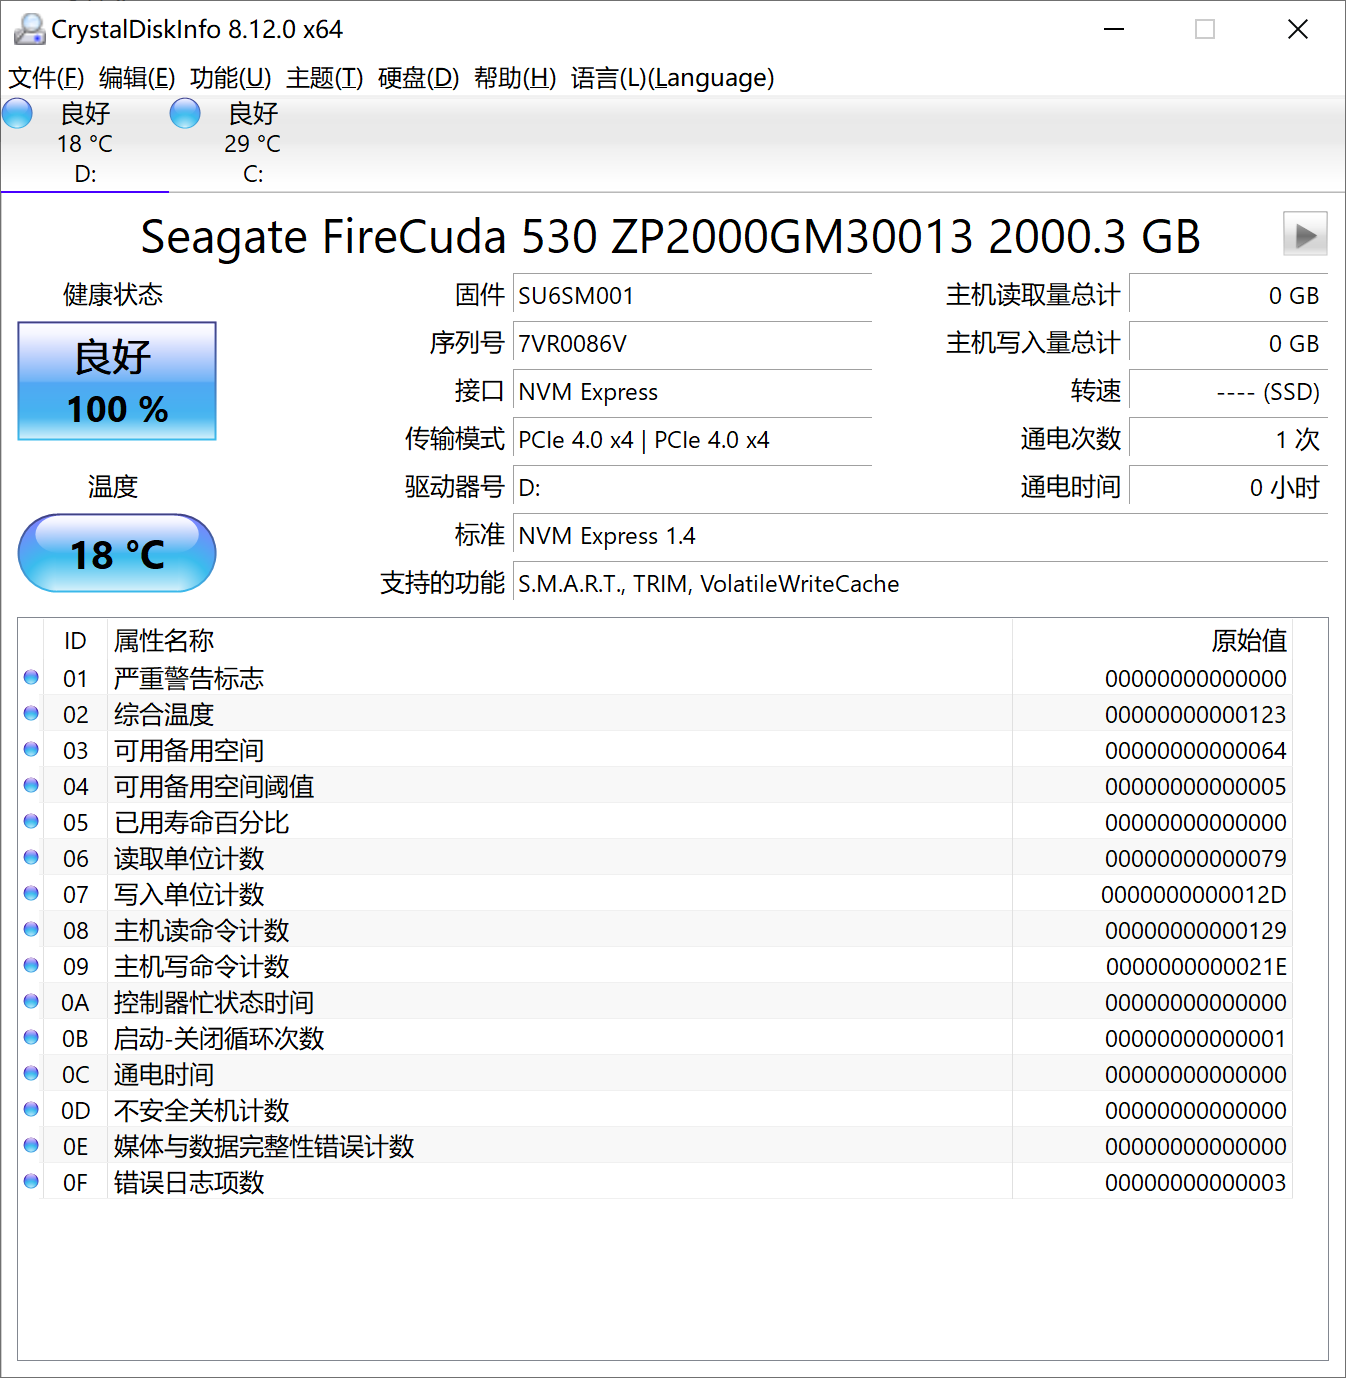 CrystalDiskInfo 8.12.0 x64
文件(F) 编辑(E) 功能(U) 主题(T) 硬盘(D) 帮助(H) 语言(L)(Language)
良好 良好
18 °C 29 °C
D: C:
Seagate FireCuda 530 ZP2000GM30013 2000.3 GB
健康状态
良好
100 %
温度
18 °C
固件 SU6SM001
序列号 7VR0086V
接口 NVM Express
传输模式 PCIe 4.0 x4 | PCIe 4.0 x4
驱动器号 D:
标准 NVM Express 1.4
支持的功能 S.M.A.R.T., TRIM, VolatileWriteCache
主机读取量总计 0 GB
主机写入量总计 0 GB
转速 ---- (SSD)
通电次数 1 次
通电时间 0 小时
ID 属性名称 原始值
01 严重警告标志 00000000000000
02 综合温度 00000000000123
03 可用备用空间 00000000000064
04 可用备用空间阈值 00000000000005
05 已用寿命百分比 00000000000000
06 读取单位计数 00000000000079
07 写入单位计数 0000000000012D
08 主机读命令计数 00000000000129
09 主机写命令计数 0000000000021E
0A 控制器忙状态时间 00000000000000
0B 启动-关闭循环次数 00000000000001
0C 通电时间 00000000000000
0D 不安全关机计数 00000000000000
0E 媒体与数据完整性错误计数 00000000000000
0F 错误日志项数 00000000000003